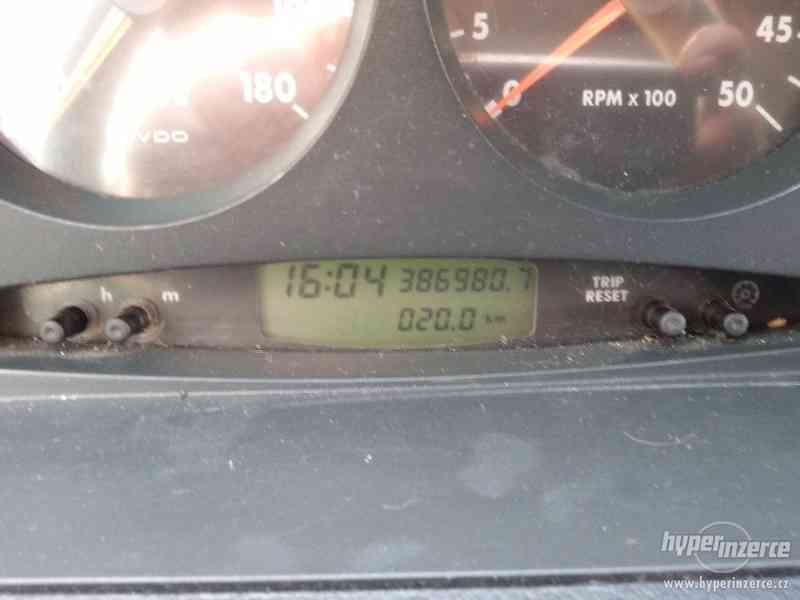 5
45
180
0
RPM x 100
50
VDO
16:04 386980.7
h
m
TRIP
RESET
020.0 km
hyperinzerce
www.hyperinzerce.cz